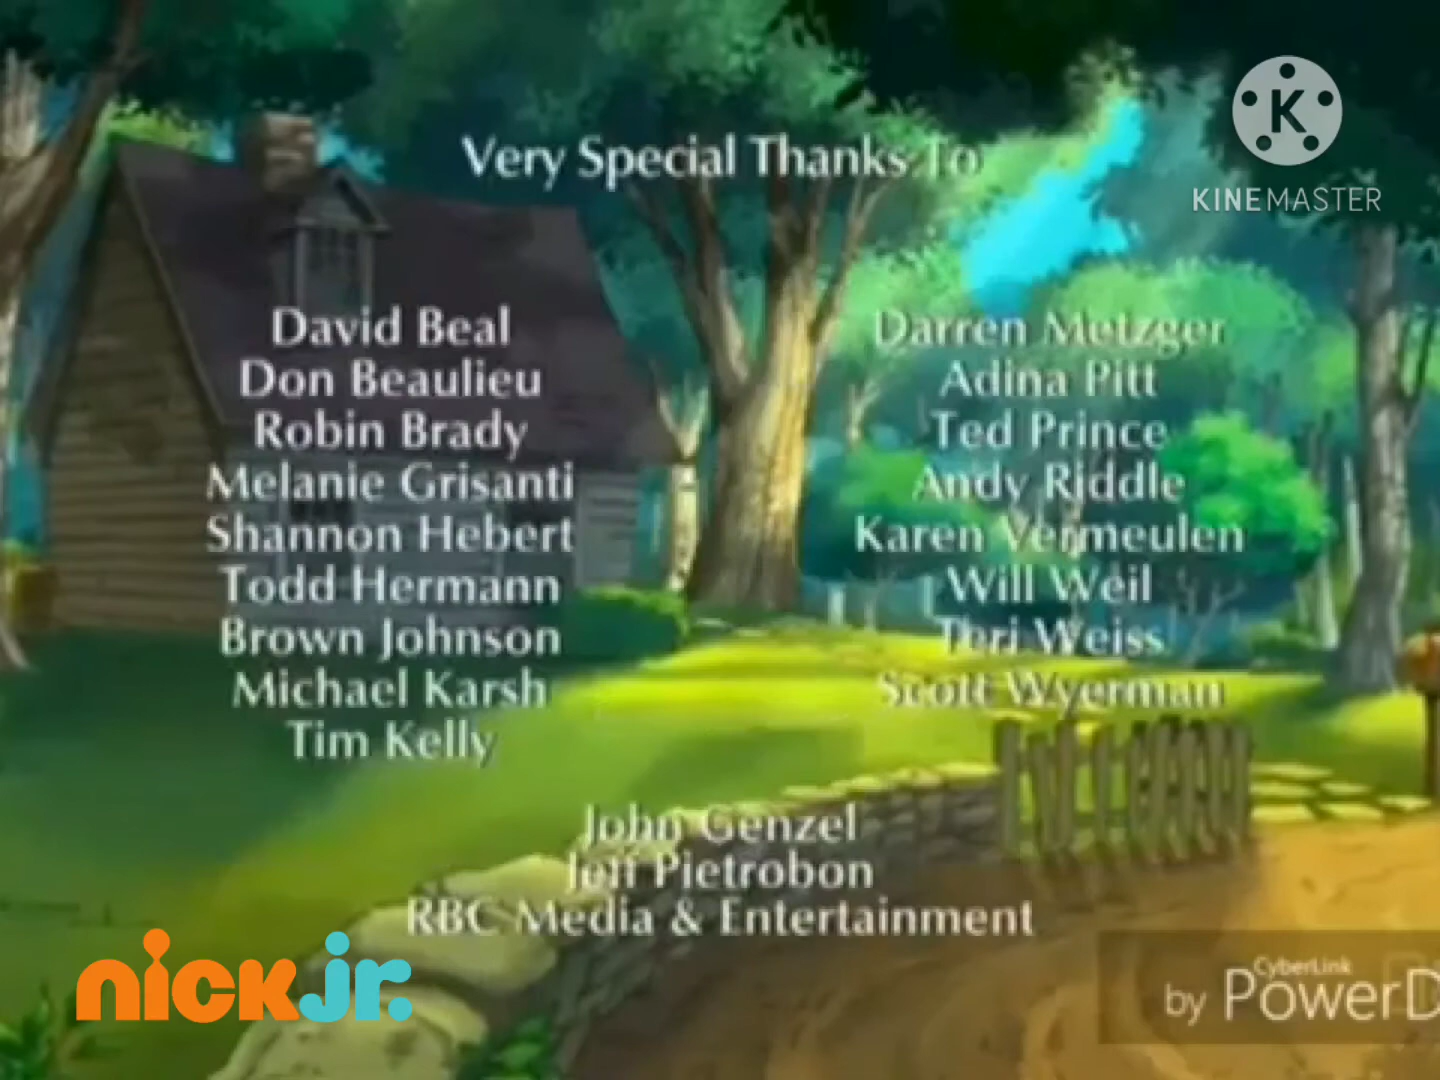 K
KINEMASTER
Very Special Thanks To
David Beal
Don Beaulieu
Robin Brady
Melanie Grisanti
Shannon Hebert
Todd Hermann
Brown Johnson
Michael Karsh
Tim Kelly
Darren Metzger
Adina Pitt
Ted Prince
Andy Riddle
Karen Vermeulen
Will Weil
Teri Weiss
Scott Wyerman
John Genzel
Jeff Pietrobon
RBC Media & Entertainment
nick jr.
CyberLink
by PowerD